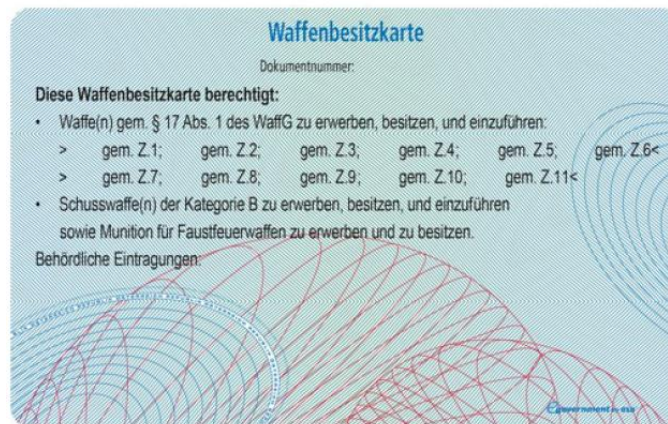 Waffenbesitzkarte
Dokumentnummer:
Diese Waffenbesitzkarte berechtigt:
• Waffe(n) gem. § 17 Abs. 1 des WaffG zu erwerben, besitzen, und einzuführen:
> gem. Z.1; gem. Z.2; gem. Z.3, gem. Z.4; gem. Z.5; gem. Z.6<
> gem. Z.7; gem. Z.8; gem. Z.9; gem. Z.10; gem. Z.11<
• Schusswaffe(n) der Kategorie B zu erwerben, besitzen, und einzuführen
sowie Munition für Faustfeuerwaffen zu erwerben und zu besitzen.
Behördliche Eintragungen:
egovernment by osd